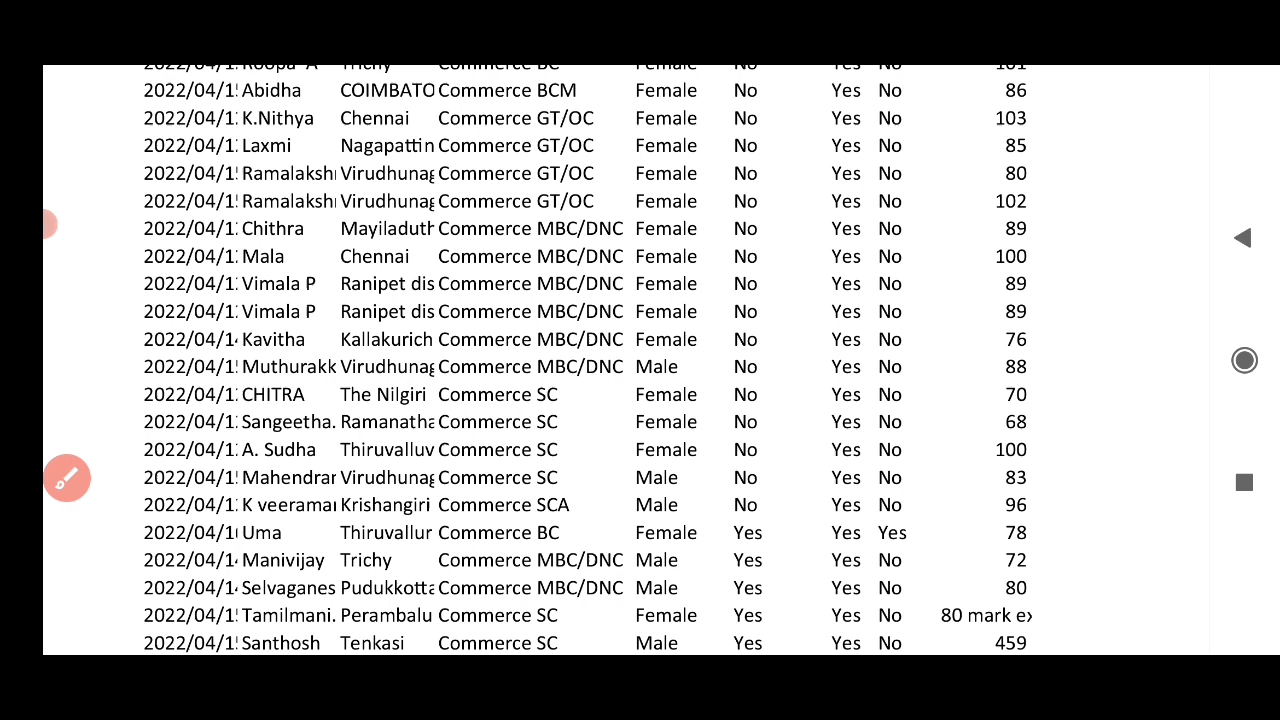 Commerce BC Female No Yes No 101
2022/04/1 Abidha COIMBATO Commerce BCM Female No Yes No 86
2022/04/1 K.Nithya Chennai Commerce GT/OC Female No Yes No 103
2022/04/1 Laxmi Nagapattin Commerce GT/OC Female No Yes No 85
2022/04/1 Ramalaksh Virudhunag Commerce GT/OC Female No Yes No 80
2022/04/1 Ramalaksh Virudhunag Commerce GT/OC Female No Yes No 102
2022/04/1 Chithra Mayiladuth Commerce MBC/DNC Female No Yes No 89
2022/04/1 Mala Chennai Commerce MBC/DNC Female No Yes No 100
2022/04/1 Vimala P Ranipet dis Commerce MBC/DNC Female No Yes No 89
2022/04/1 Vimala P Ranipet dis Commerce MBC/DNC Female No Yes No 89
2022/04/1 Kavitha Kallakurich Commerce MBC/DNC Female No Yes No 76
2022/04/1 Muthurakk Virudhunag Commerce MBC/DNC Male No Yes No 88
2022/04/1 CHITRA The Nilgiri Commerce SC Female No Yes No 70
2022/04/1 Sangeetha. Ramanatha Commerce SC Female No Yes No 68
2022/04/1 A. Sudha Thiruvalluv Commerce SC Female No Yes No 100
2022/04/1 Mahendran Virudhunag Commerce SC Male No Yes No 83
2022/04/1 K veeramai Krishangiri Commerce SCA Male No Yes No 96
2022/04/1 Uma Thiruvallur Commerce BC Female Yes Yes Yes 78
2022/04/1 Manivijay Trichy Commerce MBC/DNC Male Yes Yes No 72
2022/04/1 Selvaganes Pudukkotta Commerce MBC/DNC Male Yes Yes No 80
2022/04/1 Tamilmani. Perambalu Commerce SC Female Yes Yes No 80 mark ex
2022/04/1 Santhosh Tenkasi Commerce SC Male Yes Yes No 459